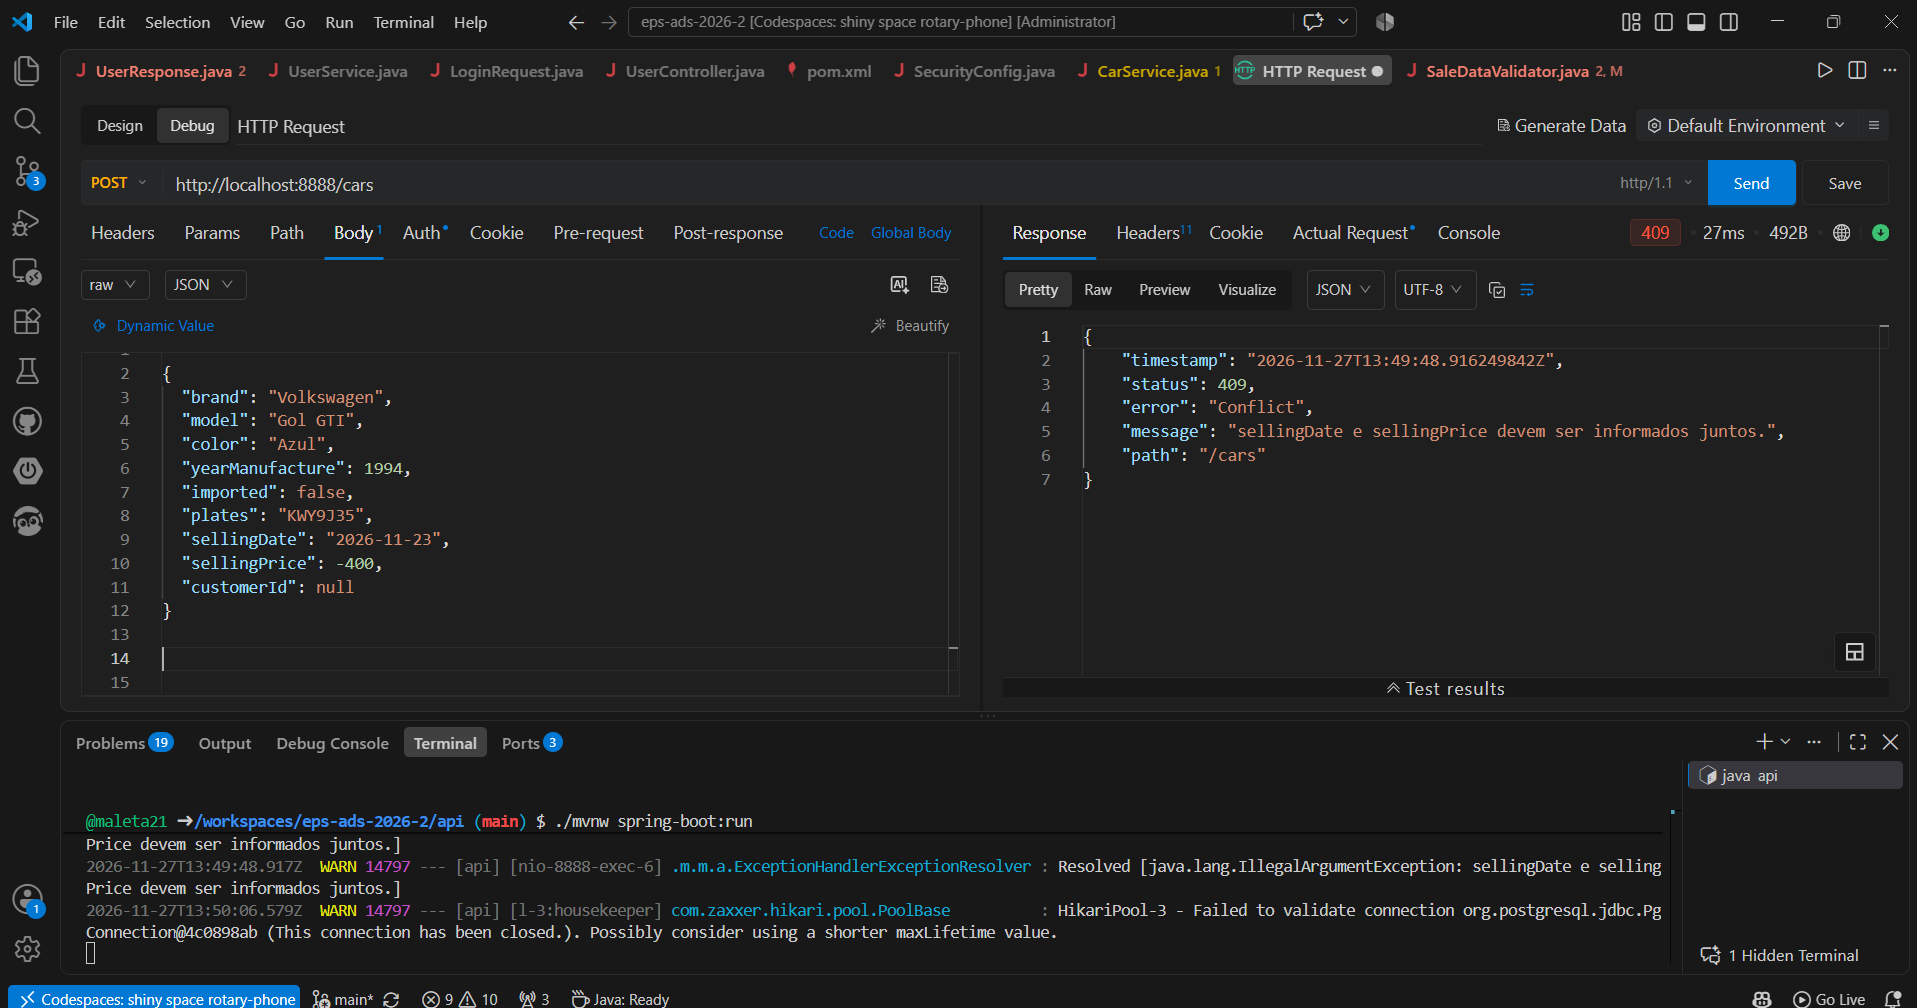 File Edit Selection View Go Run Terminal Help
eps-ads-2026-2 [Codespaces: shiny space rotary-phone] [Administrator]
UserResponse.java 2 UserService.java LoginRequest.java UserController.java pom.xml SecurityConfig.java CarService.java 1 HTTP HTTP Request SaleDataValidator.java 2, M
Design Debug HTTP Request Generate Data Default Environment
POST http://localhost:8888/cars http/1.1 Send Save
Headers Params Path Body 1 Auth Cookie Pre-request Post-response Code Global Body
raw JSON
Dynamic Value Beautify
1
2 {
3 "brand": "Volkswagen",
4 "model": "Gol GTI",
5 "color": "Azul",
6 "yearManufacture": 1994,
7 "imported": false,
8 "plates": "KWY9J35",
9 "sellingDate": "2026-11-23",
10 "sellingPrice": -400,
11 "customerId": null
12 }
13
14
15
Response Headers 11 Cookie Actual Request Console 409 27ms 492B
Pretty Raw Preview Visualize JSON UTF-8
1 {
2 "timestamp": "2026-11-27T13:49:48.916249842Z",
3 "status": 409,
4 "error": "Conflict",
5 "message": "sellingDate e sellingPrice devem ser informados juntos.",
6 "path": "/cars"
7 }
Test results
Problems 19 Output Debug Console Terminal Ports 3
@maleta21 ➜/workspaces/eps-ads-2026-2/api (main) $ ./mvnw spring-boot:run
Price devem ser informados juntos.]
2026-11-27T13:49:48.917Z WARN 14797 --- [api] [nio-8888-exec-6] .m.m.a.ExceptionHandlerExceptionResolver : Resolved [java.lang.IllegalArgumentException: sellingDate e selling
Price devem ser informados juntos.]
2026-11-27T13:50:06.579Z WARN 14797 --- [api] [l-3:housekeeper] com.zaxxer.hikari.pool.PoolBase : HikariPool-3 - Failed to validate connection org.postgresql.jdbc.Pg
Connection@4c0898ab (This connection has been closed.). Possibly consider using a shorter maxLifetime value.
java api
1 Hidden Terminal
3
1
Codespaces: shiny space rotary-phone main* 9 10 3 Java: Ready Go Live